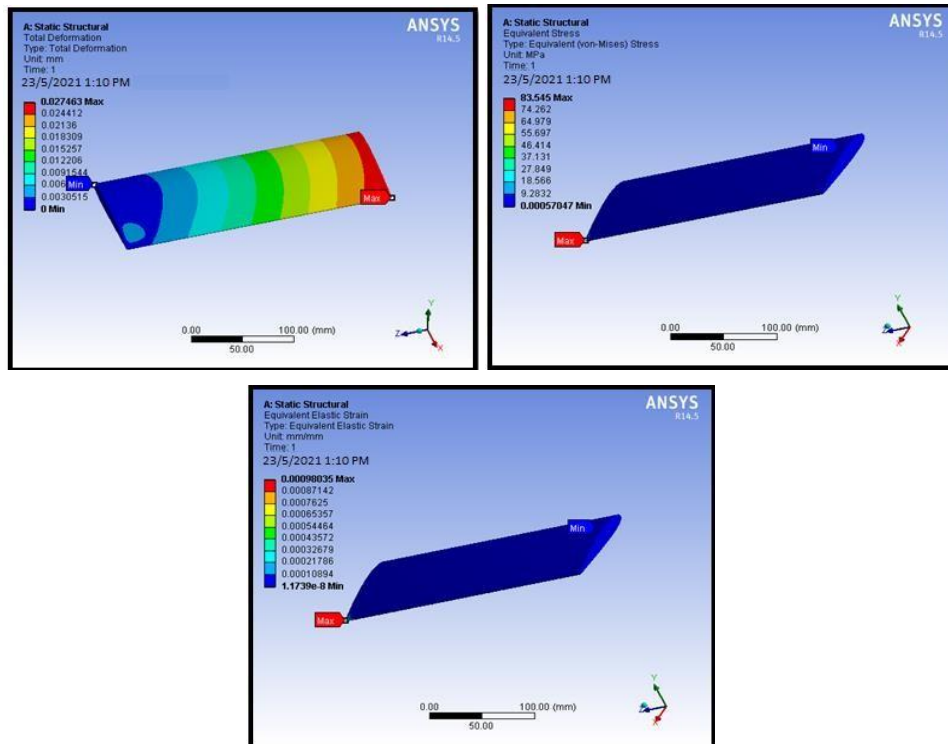 A: Static Structural
Total Deformation
Type: Total Deformation
Unit: mm
Time: 1
23/5/2021 1:10 PM
ANSYS
R14.5
0.027463 Max
0.024412
0.02136
0.018309
0.015257
0.012206
0.0091544
0.0030515
0 Min
Min
Max
0.00
100.00 (mm)
50.00
Y
Z
X
A: Static Structural
Equivalent Stress
Type: Equivalent (von-Mises) Stress
Unit: MPa
Time: 1
23/5/2021 1:10 PM
ANSYS
R14.5
83.545 Max
74.262
64.979
55.697
46.414
37.131
27.849
18.566
9.2832
0.00057047 Min
Min
Max
0.00
100.00 (mm)
50.00
Y
Z
X
A: Static Structural
Equivalent Elastic Strain
Type: Equivalent Elastic Strain
Unit: mm/mm
Time: 1
23/5/2021 1:10 PM
ANSYS
R14.5
0.00098035 Max
0.00087142
0.0007625
0.00065357
0.00054464
0.00043572
0.00032679
0.00021786
0.00010894
1.1739e-8 Min
Min
Max
0.00
100.00 (mm)
50.00
Y
Z
X